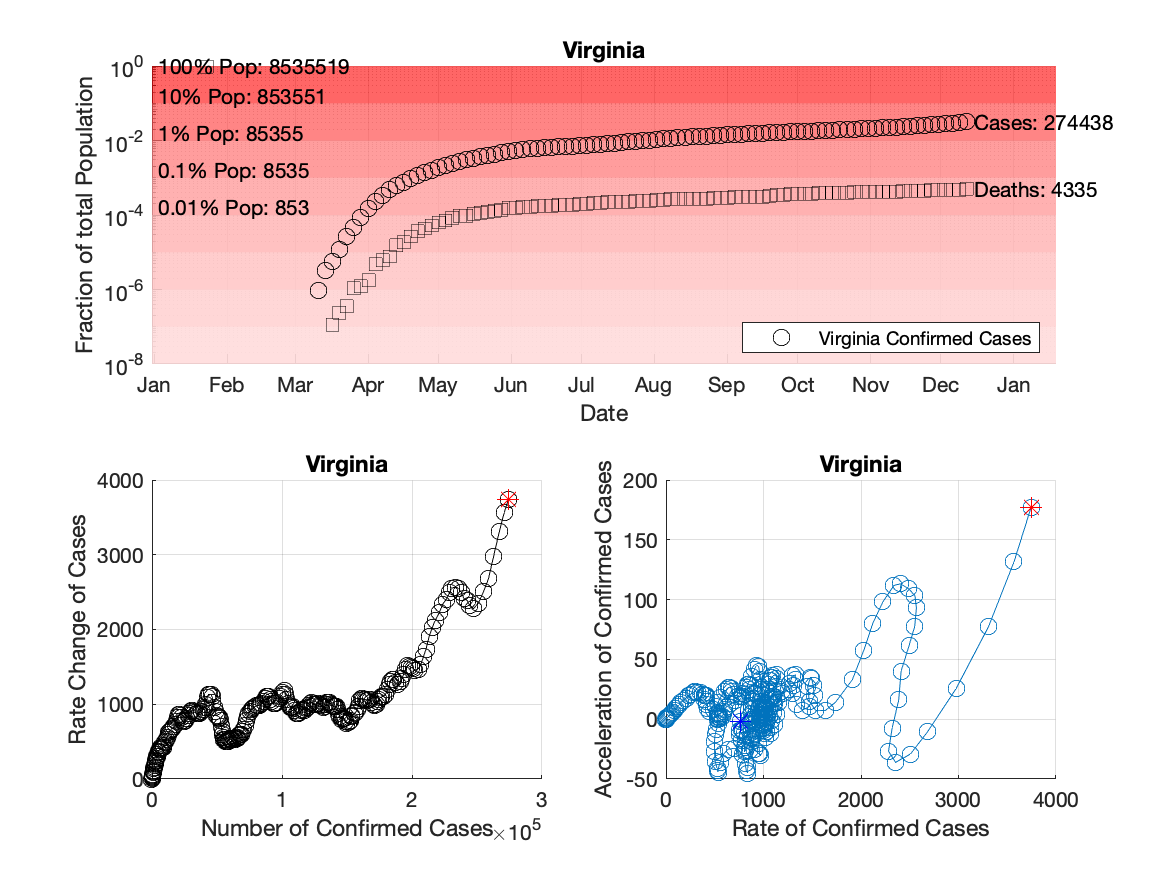 Virginia
10^0
10^-2
10^-4
10^-6
10^-8
Fraction of total Population
100% Pop: 8535519
10% Pop: 853551
1% Pop: 85355
0.1% Pop: 8535
0.01% Pop: 853
Cases: 274438
Deaths: 4335
Virginia Confirmed Cases
Jan Feb Mar Apr May Jun Jul Aug Sep Oct Nov Dec Jan
Date
Virginia
4000
3000
2000
1000
0
Rate Change of Cases
0 1 2 3
Number of Confirmed Cases
×10^5
Virginia
200
150
100
50
0
-50
Acceleration of Confirmed Cases
0 1000 2000 3000 4000
Rate of Confirmed Cases